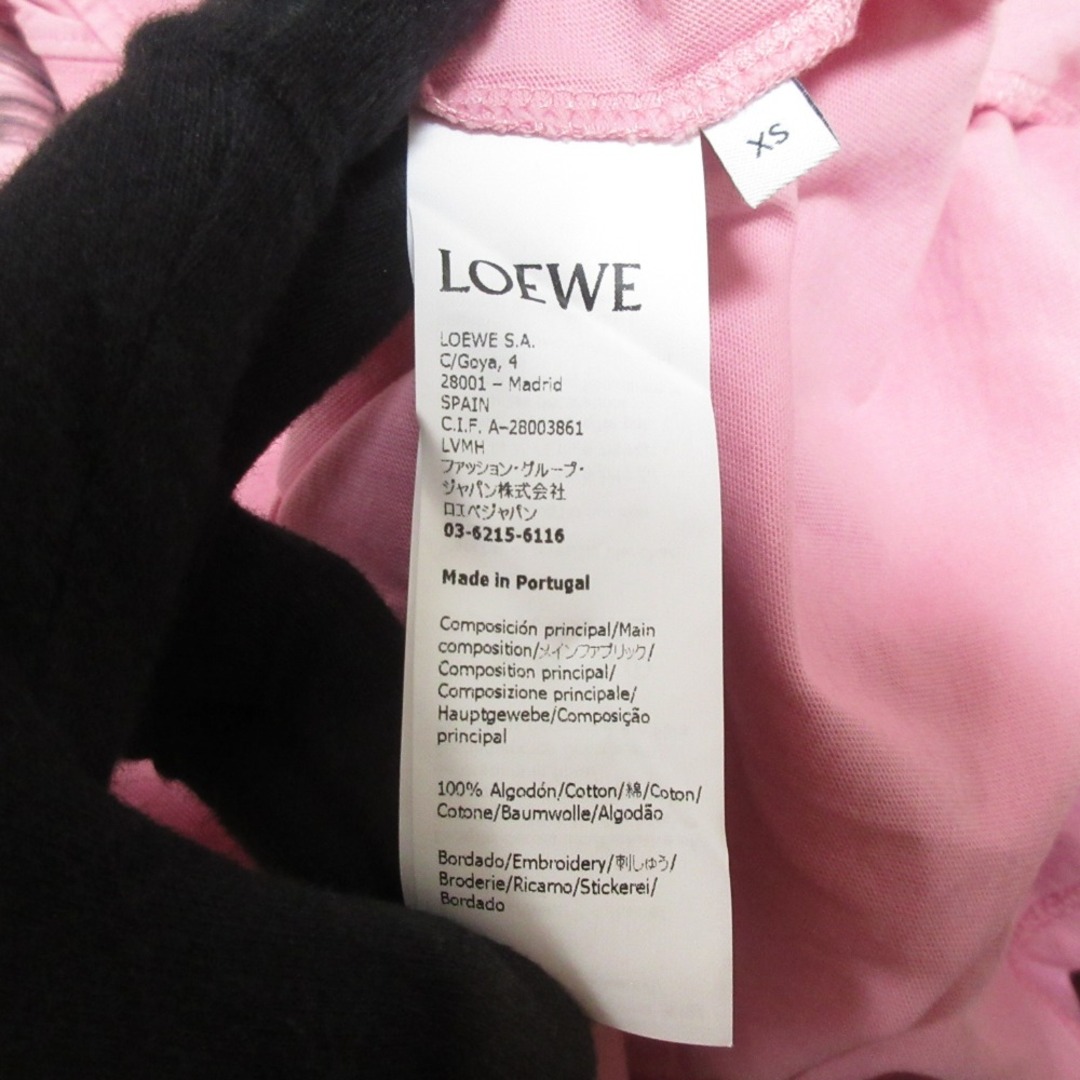 XS
LOEWE
LOEWE S.A.
C/Goya, 4
28001 – Madrid
SPAIN
C.I.F. A-28003861
LVMH
ファッション・グループ・
ジャパン株式会社
ロエベジャパン
03-6215-6116
Made in Portugal
Composición principal/Main
composition/メインファブリック/
Composition principal/
Composizione principale/
Hauptgewebe/Composição
principal
100% Algodón/Cotton/綿/Coton/
Cotone/Baumwolle/Algodão
Bordado/Embroidery/刺しゅう/
Broderie/Ricamo/Stickerei/
Bordado